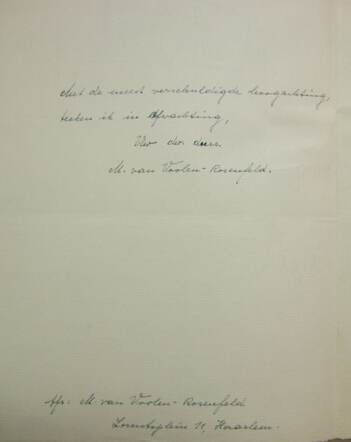 Met de meest verschuldigde hoogachting,
teeken ik in afwachting,
Uw dw dnrs.
M. van Voolen-Rosenfeld.
Afz: M. van Voolen-Rosenfeld
Lorentzplein 11, Haarlem.